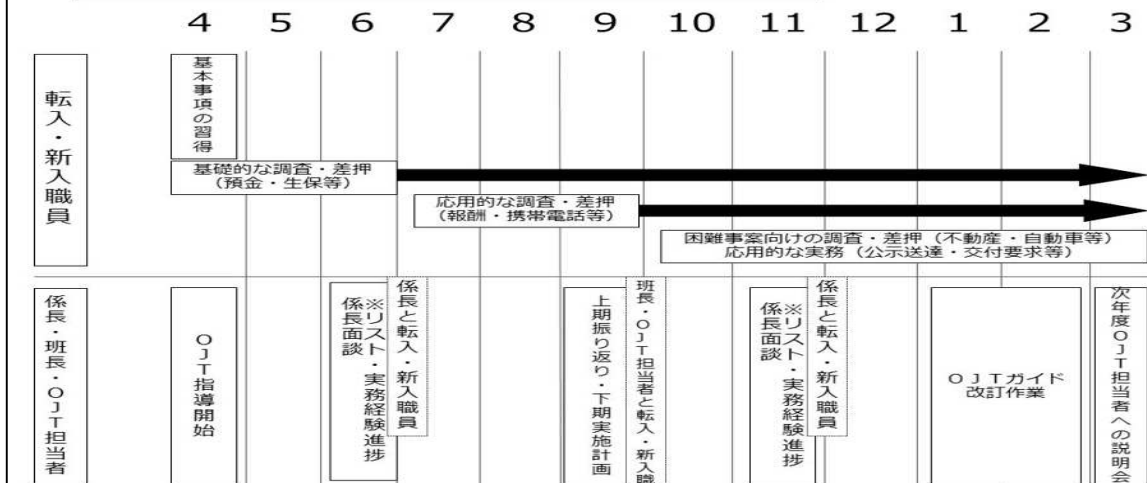 4 5 6 7 8 9 10 11 12 1 2 3
転入・新入職員
基本事項の習得
基礎的な調査・差押
(預金・生保等)
応用的な調査・差押
(報酬・携帯電話等)
困難事案向けの調査・差押(不動産・自動車等)
応用的な実務(公示送達・交付要求等)
係長・班長・OJT担当者
OJT指導開始
※リスト・実務経験進捗
係長面談
係長と転入・新入職員
上期振り返り・下期実施計画
班長・OJT担当者と転入・新入職
※リスト・実務経験進捗
係長面談
係長と転入・新入職員
OJTガイド
改訂作業
次年度OJT担当者への説明会